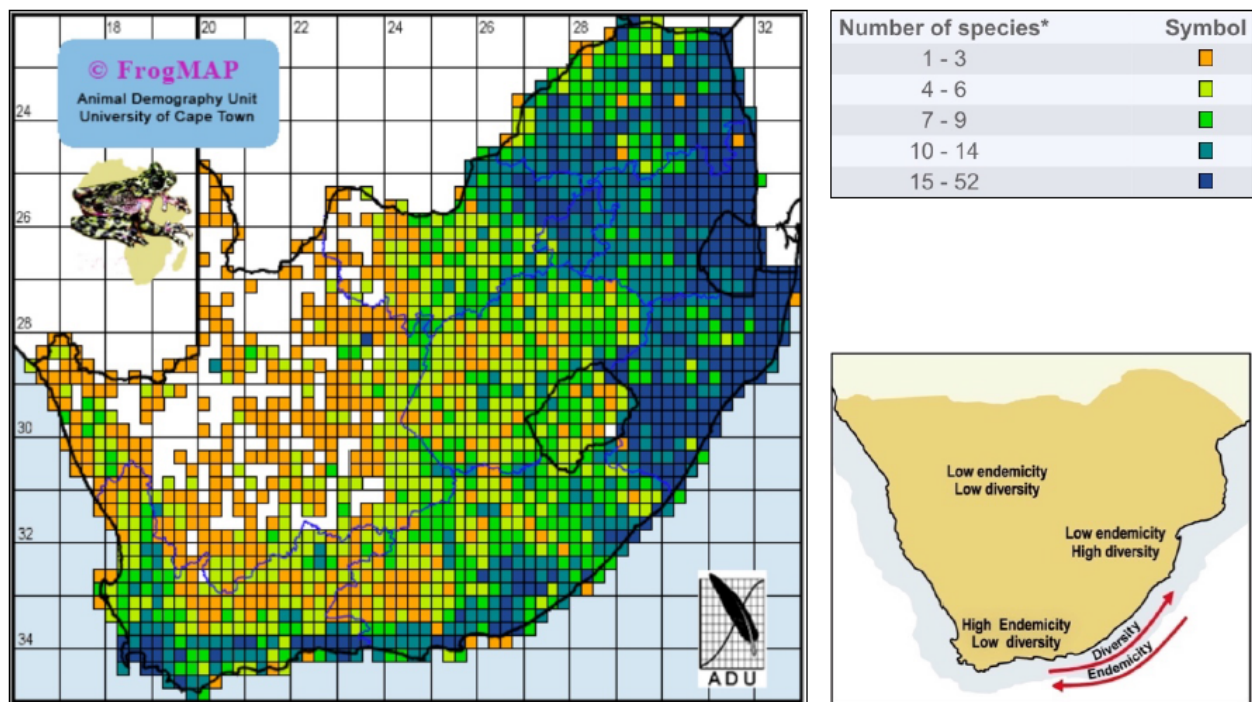 18 20 22 24 26 28 30 32
© FrogMAP
Animal Demography Unit
University of Cape Town
24
26
28
30
32
34
ADU
Number of species* Symbol
1 - 3
4 - 6
7 - 9
10 - 14
15 - 52
Low endemicity
Low diversity
Low endemicity
High diversity
High Endemicity
Low diversity
Diversity
Endemicity